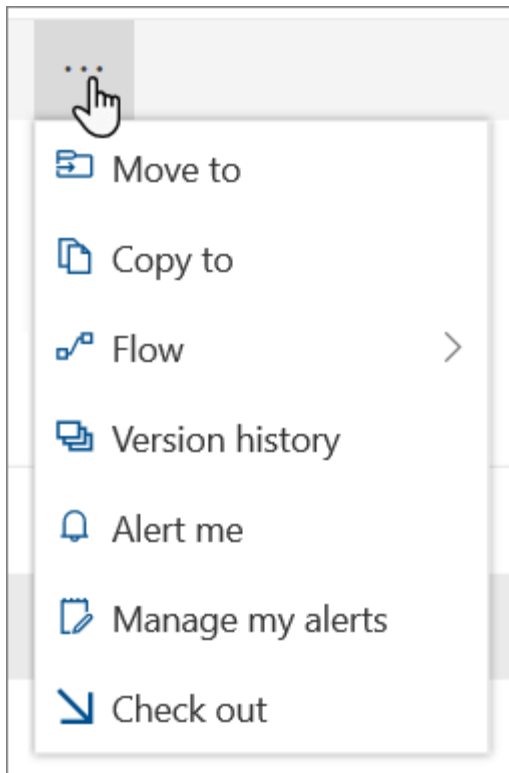 ...
Move to
Copy to
Flow
Version history
Alert me
Manage my alerts
Check out